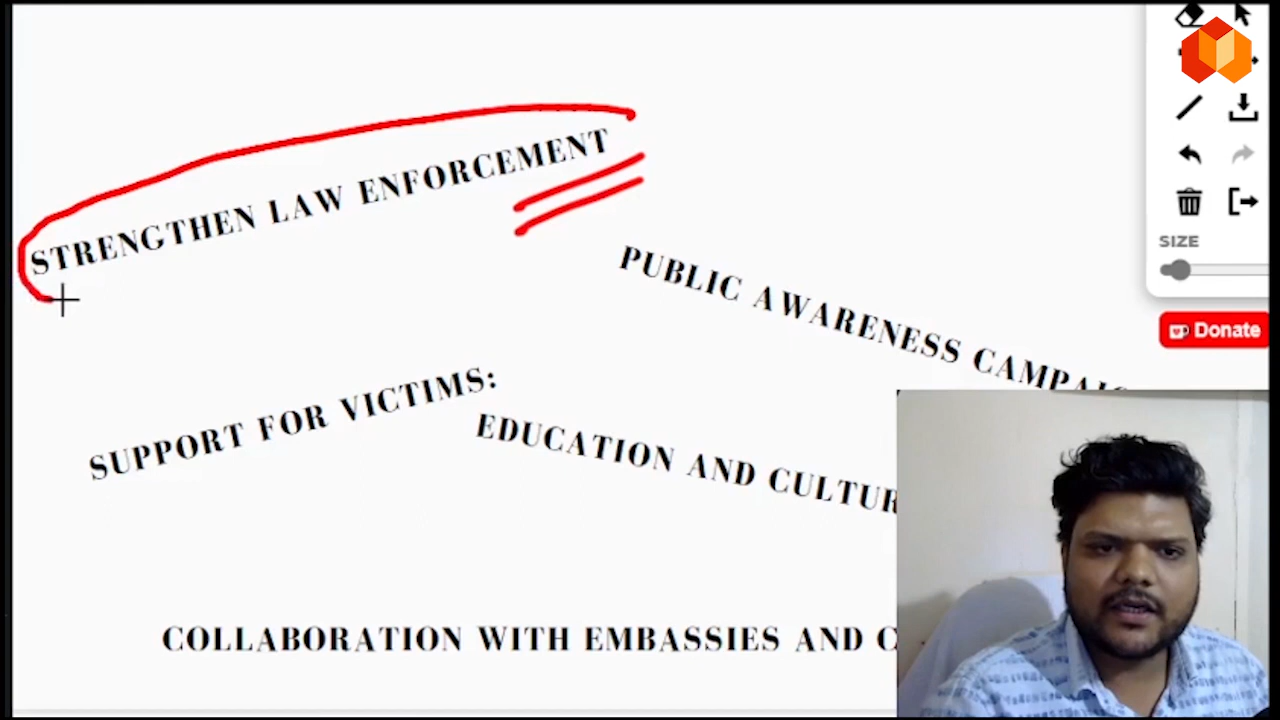 STRENGTHEN LAW ENFORCEMENT
PUBLIC AWARENESS
SUPPORT FOR VICTIMS:
EDUCATION AND
COLLABORATION WITH EMBASSIES AND
SIZE
Donate